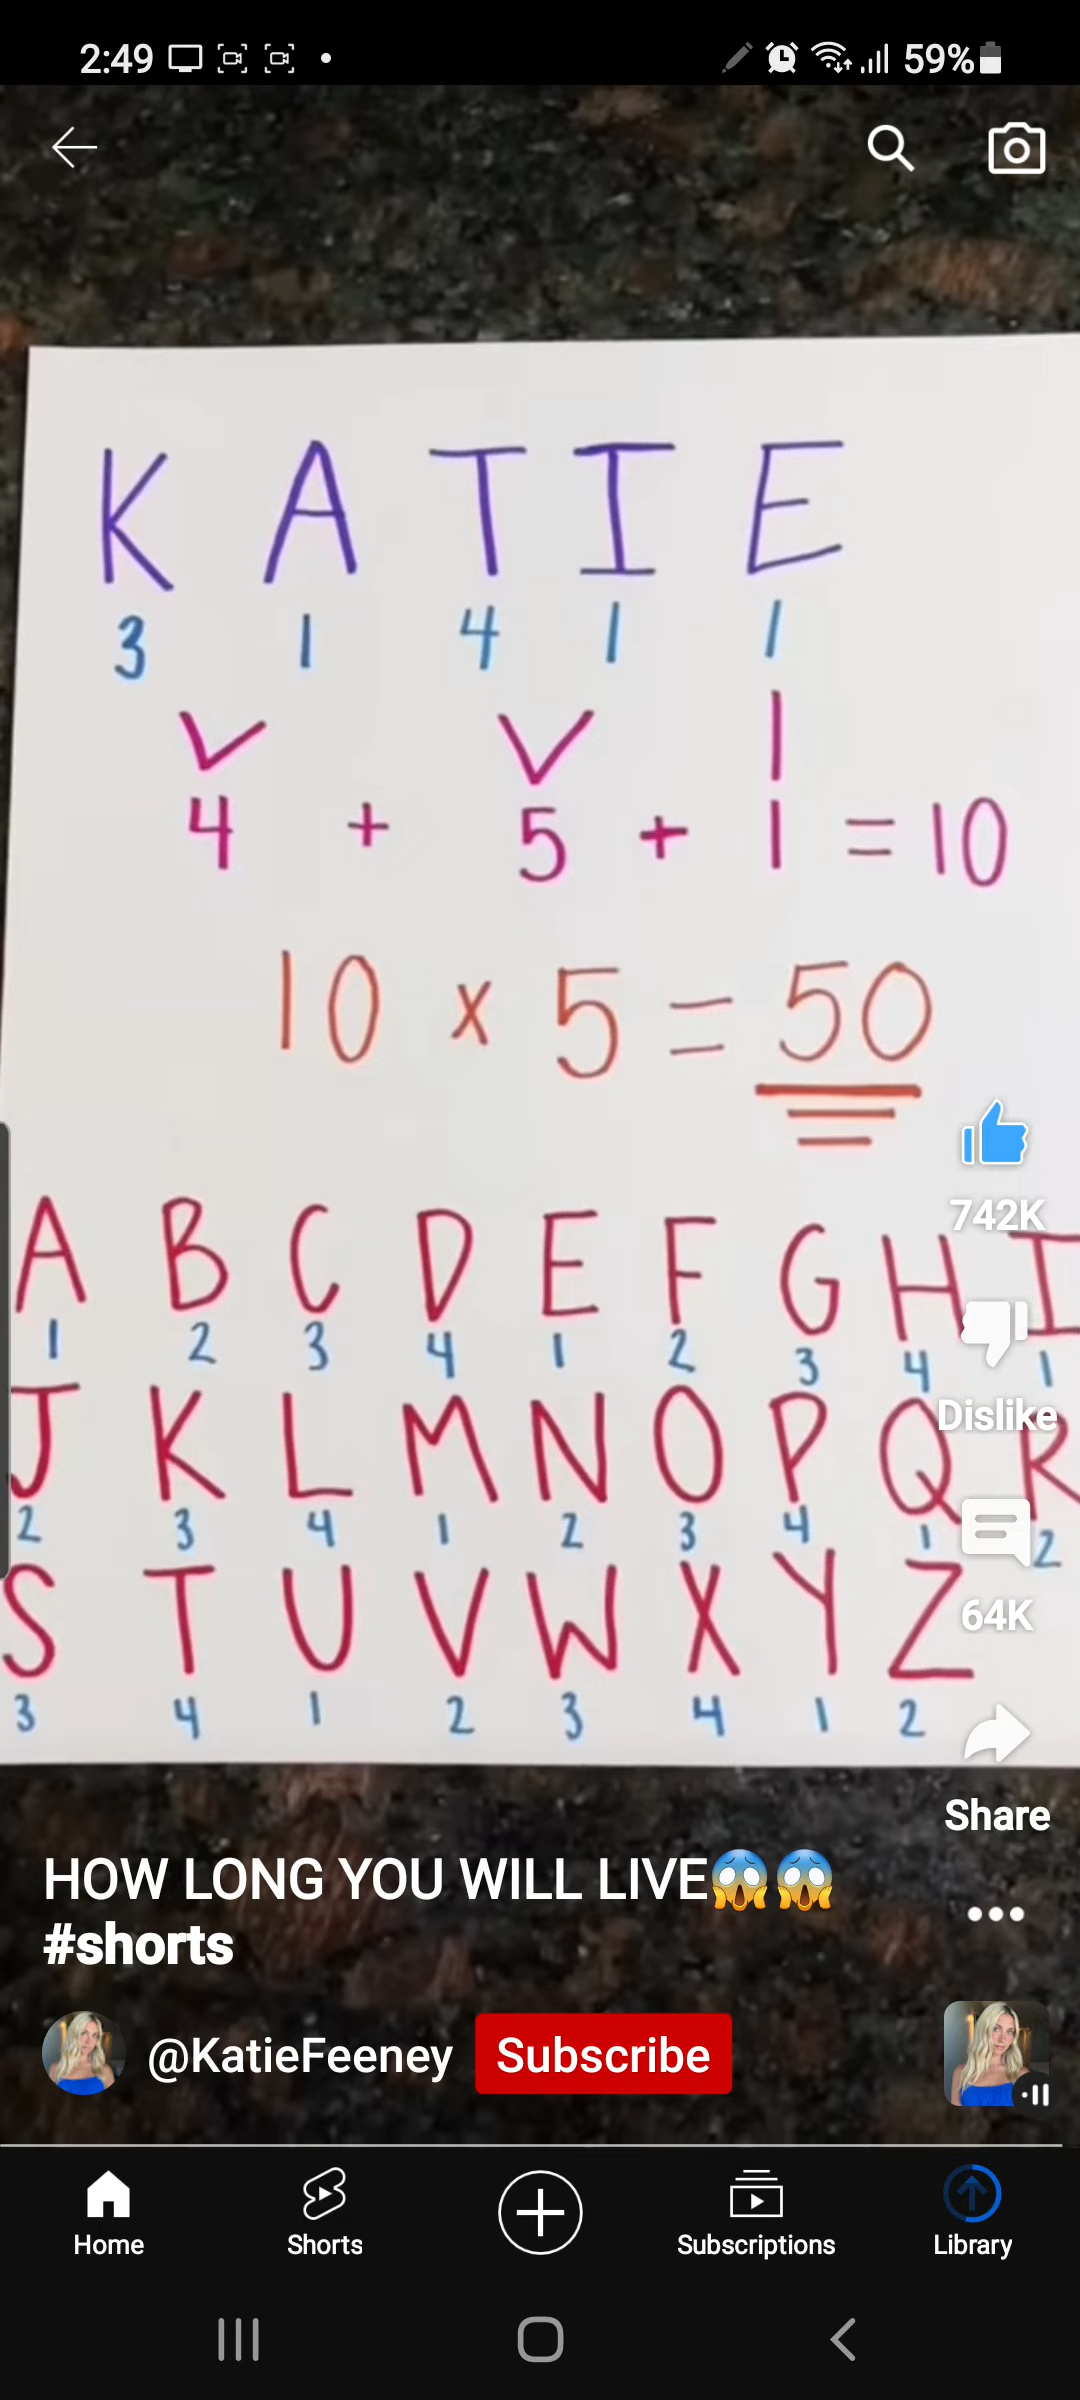 2:49 59%
K A T I E
3 1 4 1 1
4 + 5 + 1 = 10
10 x 5 = 50
A B C D E F G H I
1 2 3 4 1 2 3 4 1
J K L M N O P Q R
2 3 4 1 2 3 4 1 2
S T U V W X Y Z
3 4 1 2 3 4 1 2
742K
Dislike
64K
Share
HOW LONG YOU WILL LIVE😱😱
#shorts
@KatieFeeney Subscribe
Home Shorts Subscriptions Library